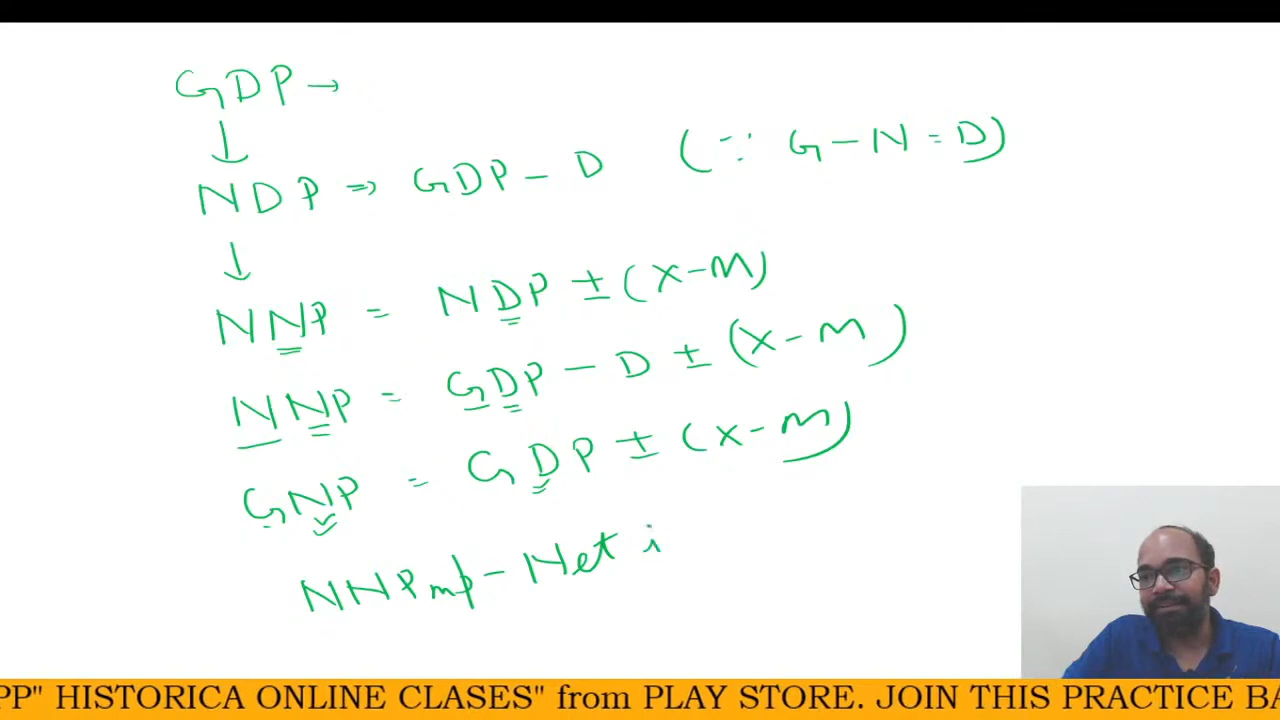 GDP →
↓
NDP ⇒ GDP - D (∵ G - N = D)
↓
NNP = NDP ± (X-M)
NNP = GDP - D ± (X-M)
GNP = GDP ± (X-M)
NNPmp - Net i
PP" HISTORICA ONLINE CLASES" from PLAY STORE. JOIN THIS PRACTICE BA